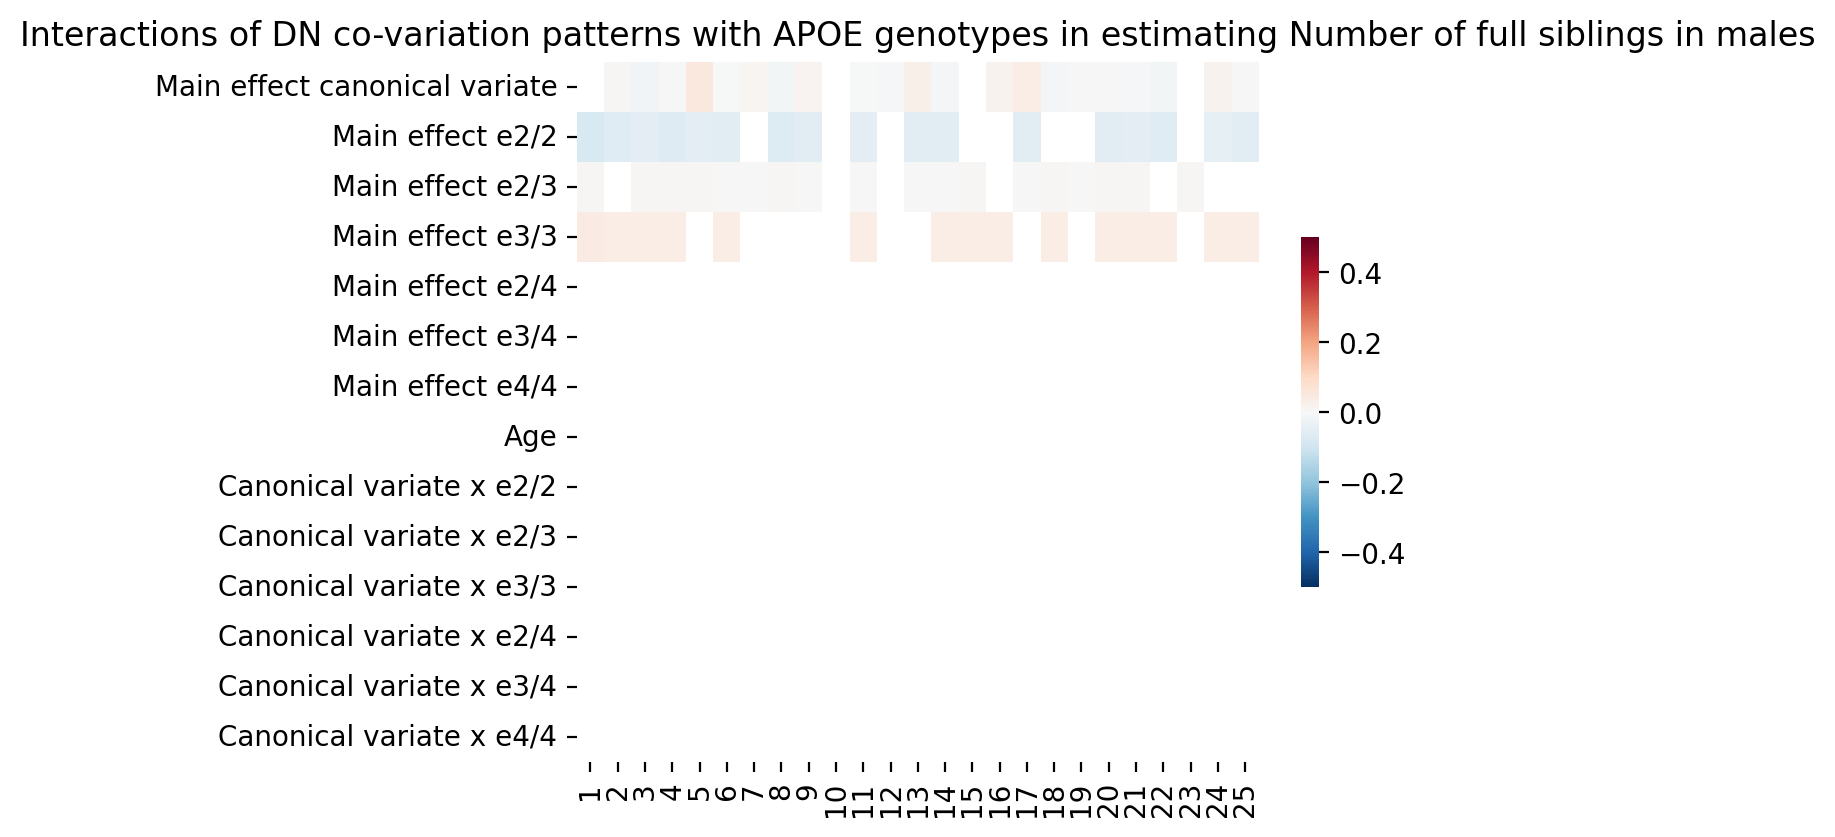 Interactions of DN co-variation patterns with APOE genotypes in estimating Number of full siblings in males
Main effect canonical variate
Main effect e2/2
Main effect e2/3
Main effect e3/3
Main effect e2/4
Main effect e3/4
Main effect e4/4
Age
Canonical variate x e2/2
Canonical variate x e2/3
Canonical variate x e3/3
Canonical variate x e2/4
Canonical variate x e3/4
Canonical variate x e4/4
1 2 3 4 5 6 7 8 9 10 11 12 13 14 15 16 17 18 19 20 21 22 23 24 25
0.4
0.2
0.0
−0.2
−0.4